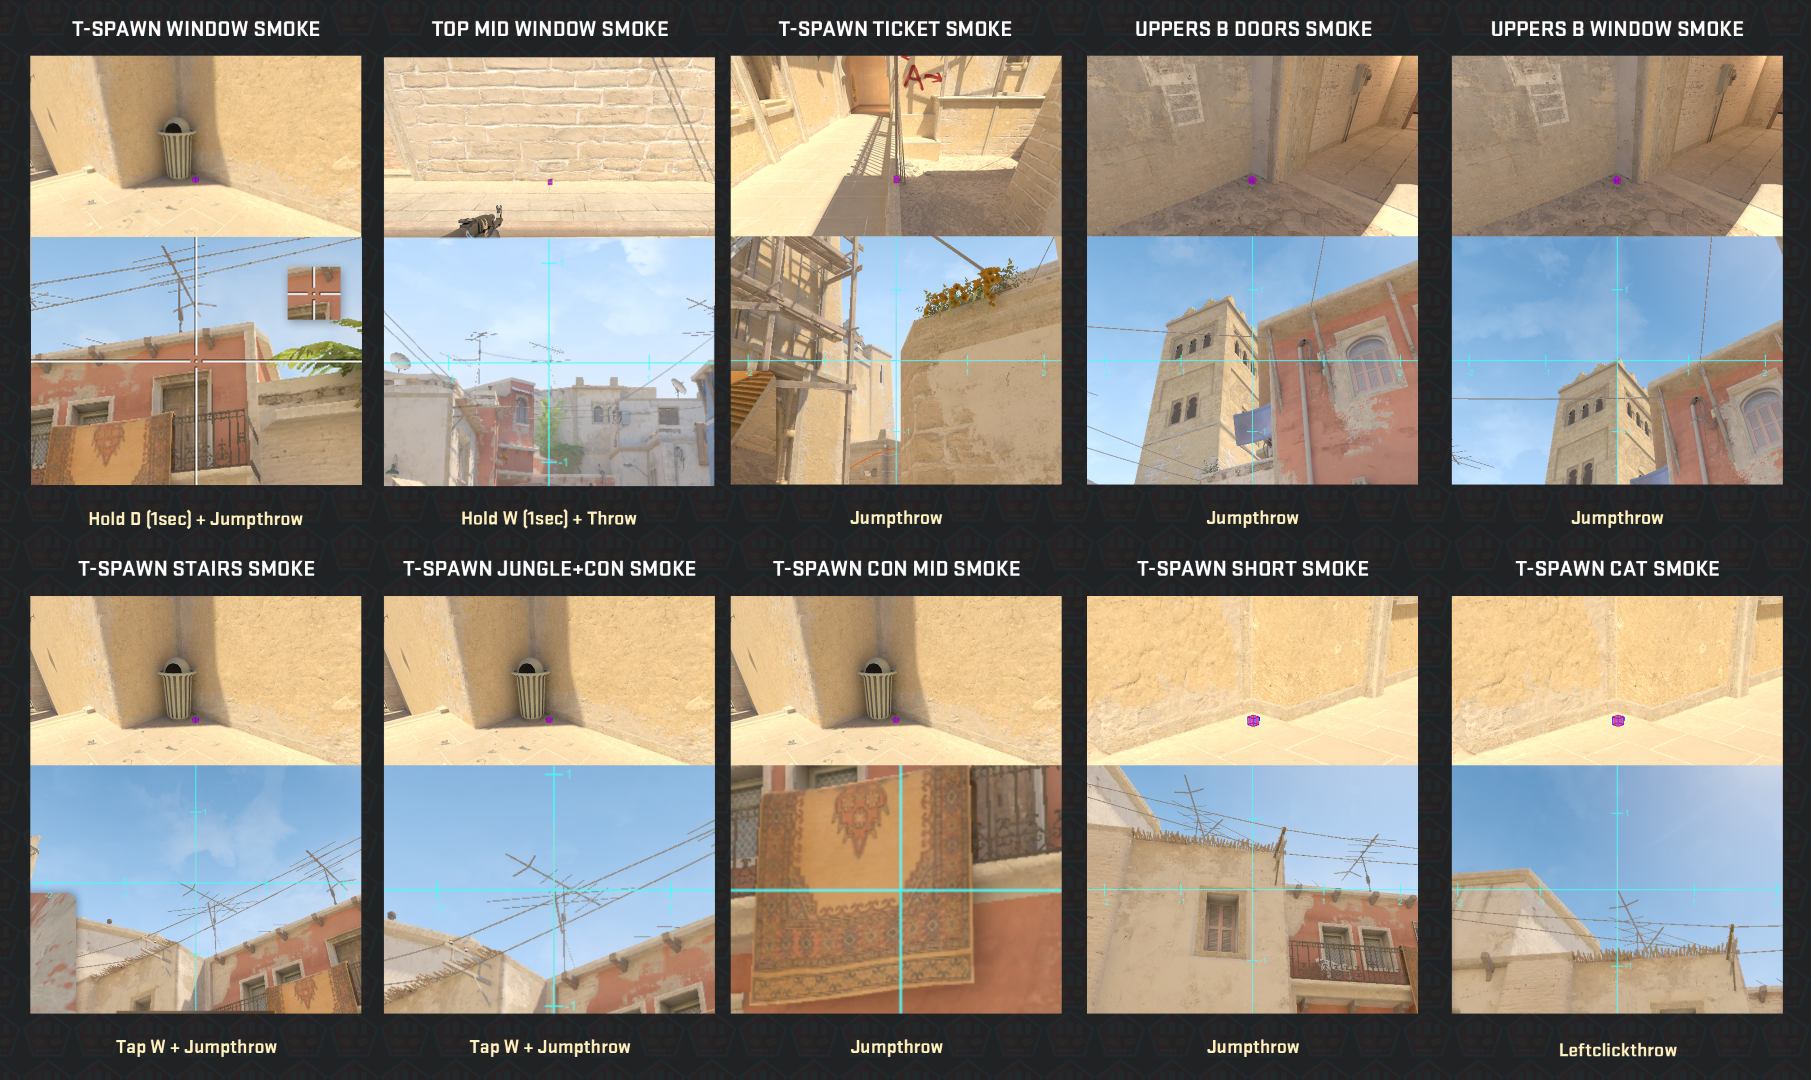 T-SPAWN WINDOW SMOKE
TOP MID WINDOW SMOKE
T-SPAWN TICKET SMOKE
UPPERS B DOORS SMOKE
UPPERS B WINDOW SMOKE
A→
Hold D (1sec) + Jumpthrow
Hold W (1sec) + Throw
Jumpthrow
Jumpthrow
Jumpthrow
T-SPAWN STAIRS SMOKE
T-SPAWN JUNGLE+CON SMOKE
T-SPAWN CON MID SMOKE
T-SPAWN SHORT SMOKE
T-SPAWN CAT SMOKE
Tap W + Jumpthrow
Tap W + Jumpthrow
Jumpthrow
Jumpthrow
Leftclickthrow